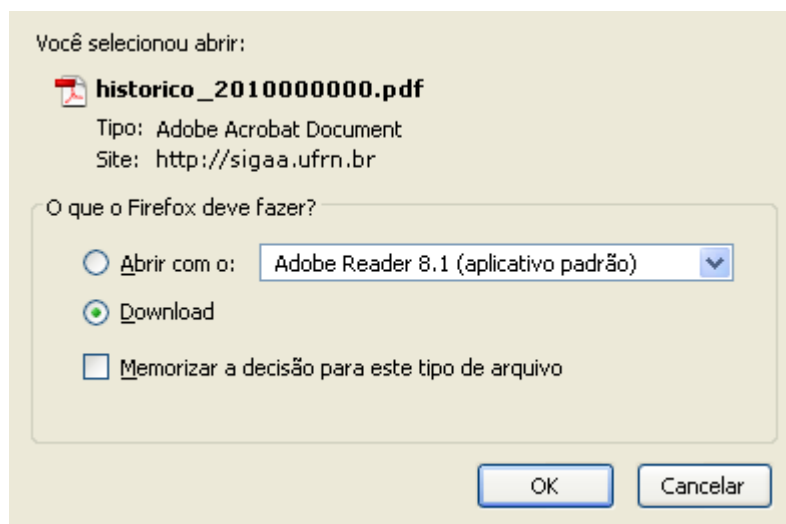 Você selecionou abrir:
historico_2010000000.pdf
Tipo: Adobe Acrobat Document
Site: http://sigaa.ufrn.br
O que o Firefox deve fazer?
Abrir com o: Adobe Reader 8.1 (aplicativo padrão)
Download
Memorizar a decisão para este tipo de arquivo
OK Cancelar